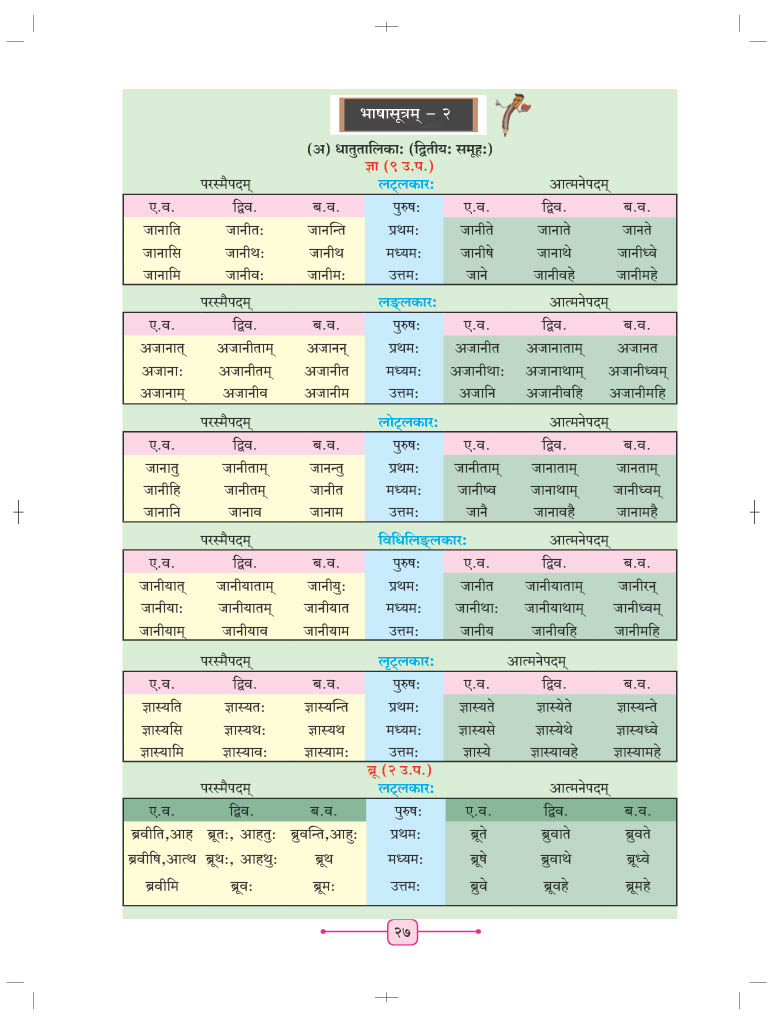 भाषासूत्रम् – २
(अ) धातुतालिका: (द्वितीय: समूह:)
ज्ञा (९ उ.प.)
परस्मैपदम् लट्लकार: आत्मनेपदम्
ए.व. द्विव. ब.व. पुरुष: ए.व. द्विव. ब.व.
जानाति जानीत: जानन्ति प्रथम: जानीते जानाते जानते
जानासि जानीथ: जानीथ मध्यम: जानीषे जानाथे जानीध्वे
जानामि जानीव: जानीम: उत्तम: जाने जानीवहे जानीमहे
परस्मैपदम् लङ्लकार: आत्मनेपदम्
ए.व. द्विव. ब.व. पुरुष: ए.व. द्विव. ब.व.
अजानात् अजानीताम् अजानन् प्रथम: अजानीत अजानाताम् अजानत
अजाना: अजानीतम् अजानीत मध्यम: अजानीथा: अजानाथाम् अजानीध्वम्
अजानाम् अजानीव अजानीम उत्तम: अजानि अजानीवहि अजानीमहि
परस्मैपदम् लोट्लकार: आत्मनेपदम्
ए.व. द्विव. ब.व. पुरुष: ए.व. द्विव. ब.व.
जानातु जानीताम् जानन्तु प्रथम: जानीताम् जानाताम् जानताम्
जानीहि जानीतम् जानीत मध्यम: जानीष्व जानाथाम् जानीध्वम्
जानानि जानाव जानाम उत्तम: जानै जानावहै जानामहै
परस्मैपदम् विधिलिङ्लकार: आत्मनेपदम्
ए.व. द्विव. ब.व. पुरुष: ए.व. द्विव. ब.व.
जानीयात् जानीयाताम् जानीयु: प्रथम: जानीत जानीयाताम् जानीरन्
जानीया: जानीयातम् जानीयात मध्यम: जानीथा: जानीयाथाम् जानीध्वम्
जानीयाम् जानीयाव जानीयाम उत्तम: जानीय जानीवहि जानीमहि
परस्मैपदम् लृट्लकार: आत्मनेपदम्
ए.व. द्विव. ब.व. पुरुष: ए.व. द्विव. ब.व.
ज्ञास्यति ज्ञास्यत: ज्ञास्यन्ति प्रथम: ज्ञास्यते ज्ञास्येते ज्ञास्यन्ते
ज्ञास्यसि ज्ञास्यथ: ज्ञास्यथ मध्यम: ज्ञास्यसे ज्ञास्येथे ज्ञास्यध्वे
ज्ञास्यामि ज्ञास्याव: ज्ञास्याम: उत्तम: ज्ञास्ये ज्ञास्यावहे ज्ञास्यामहे
ब्रू (२ उ.प.)
परस्मैपदम् लट्लकार: आत्मनेपदम्
ए.व. द्विव. ब.व. पुरुष: ए.व. द्विव. ब.व.
ब्रवीति,आह ब्रूत:, आहतु: ब्रुवन्ति,आहु: प्रथम: ब्रूते ब्रुवाते ब्रुवते
ब्रवीषि,आत्थ ब्रूथ:, आहथु: ब्रूथ मध्यम: ब्रूषे ब्रुवाथे ब्रूध्वे
ब्रवीमि ब्रूव: ब्रूम: उत्तम: ब्रुवे ब्रूवहे ब्रूमहे
२७